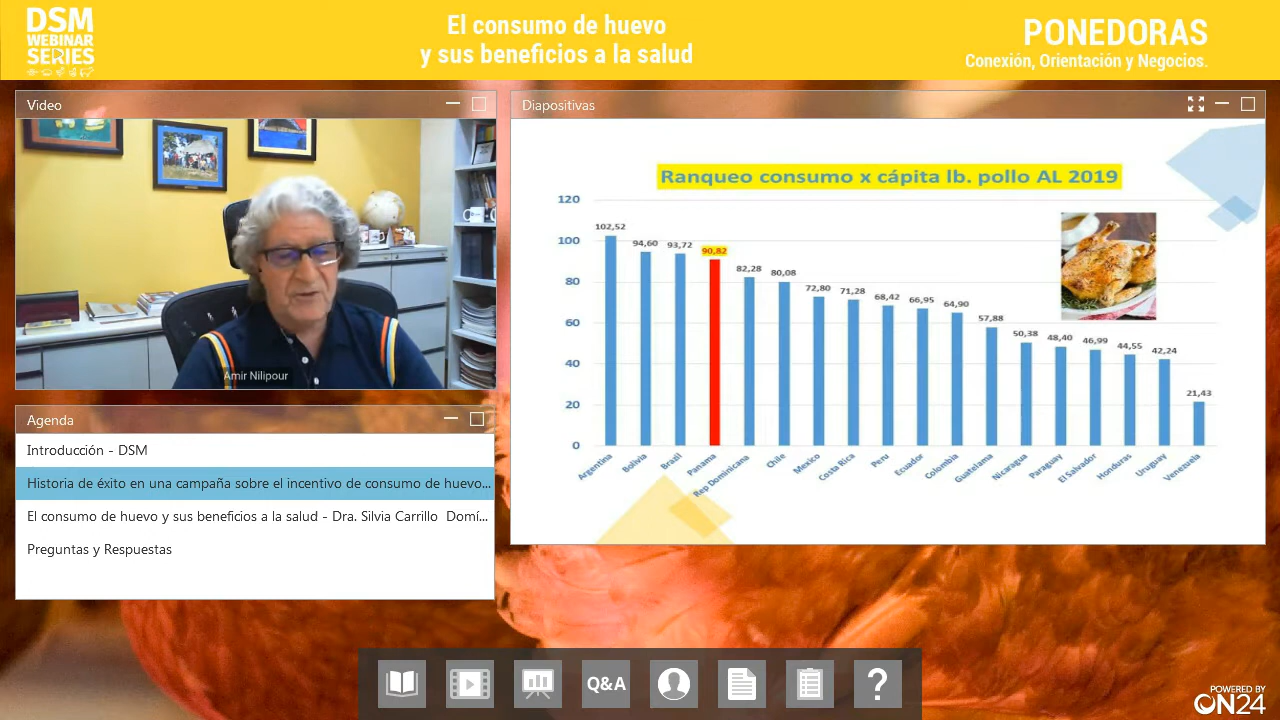 DSM
WEBINAR
SERIES
El consumo de huevo
y sus beneficios a la salud
PONEDORAS
Conexión, Orientación y Negocios.
Video
Amir Nilipour
Agenda
Introducción - DSM
Historia de éxito en una campaña sobre el incentivo de consumo de huevo...
El consumo de huevo y sus beneficios a la salud - Dra. Silvia Carrillo Domí...
Preguntas y Respuestas
Diapositivas
Ranqueo consumo x cápita lb. pollo AL 2019
120
100
80
60
40
20
0
102,52
94,60
93,72
90,82
82,28
80,08
72,80
71,28
68,42
66,95
64,90
57,88
50,38
48,40
46,99
44,55
42,24
21,43
Argentina
Bolivia
Brazil
Panama
Rep Dominicana
Chile
Mexico
Costa Rica
Peru
Ecuador
Colombia
Guatelama
Nicaragua
Paraguay
El Salvador
Honduras
Uruguay
Venezuela
Q&A
?
POWERED BY
ON24